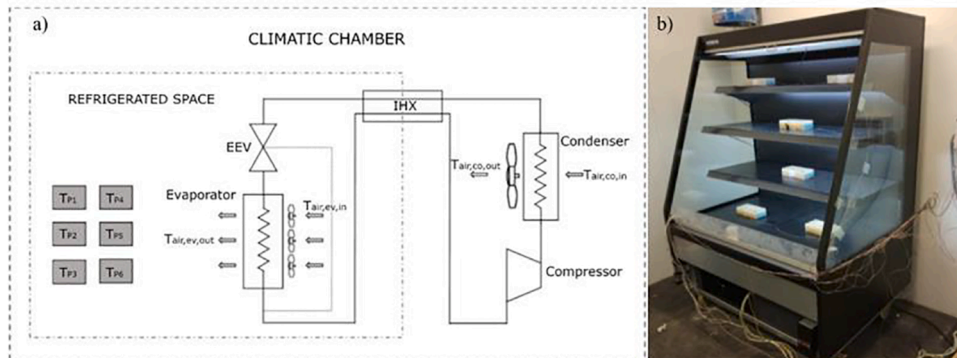 a)
CLIMATIC CHAMBER
REFRIGERATED SPACE
IHX
EEV
Condenser
Tair,co,out
Tair,co,in
Evaporator
Tair,ev,in
Tair,ev,out
TP1 TP4
TP2 TP5
TP3 TP6
Compressor
b)